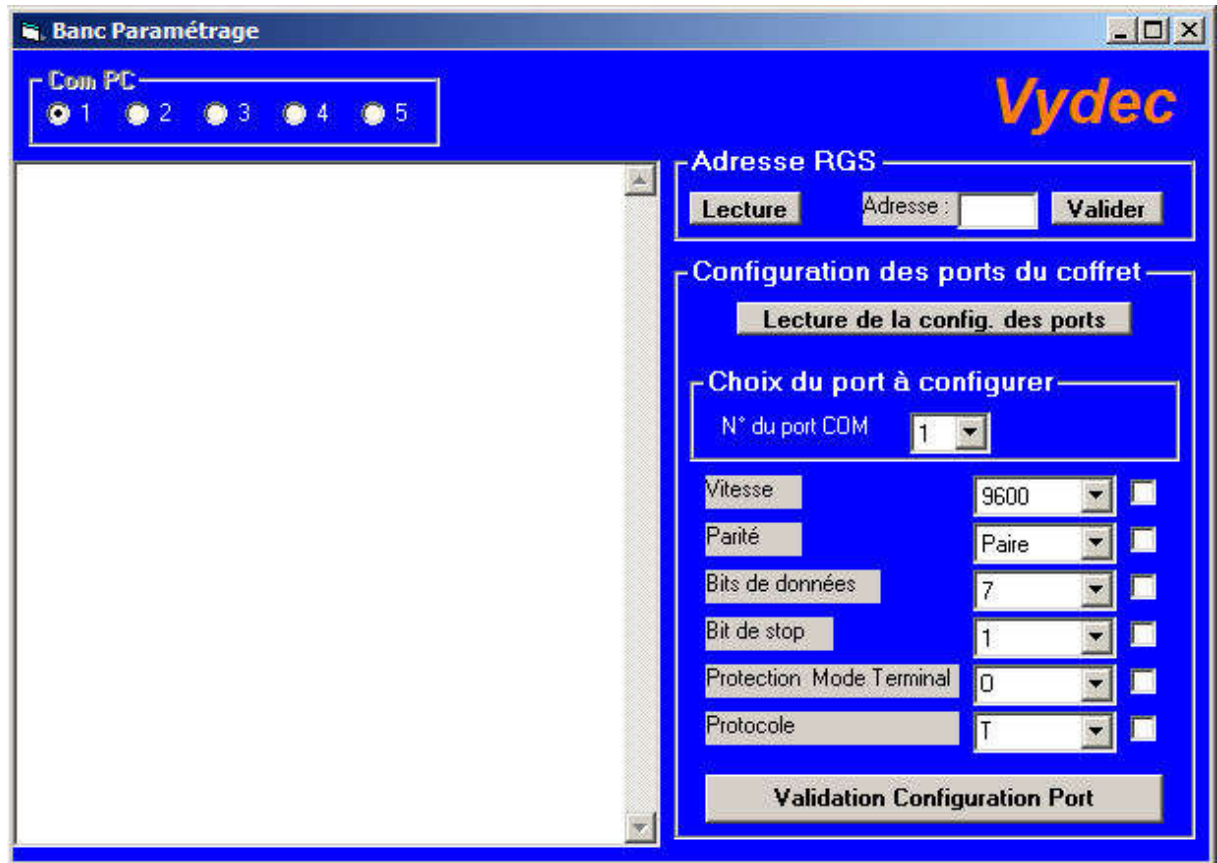 Banc Paramétrage
Com PC
1 2 3 4 5
Vydec
Adresse RGS
Lecture Adresse : Valider
Configuration des ports du coffret
Lecture de la config. des ports
Choix du port à configurer
N° du port COM 1
Vitesse 9600
Parité Paire
Bits de données 7
Bit de stop 1
Protection Mode Terminal O
Protocole T
Validation Configuration Port